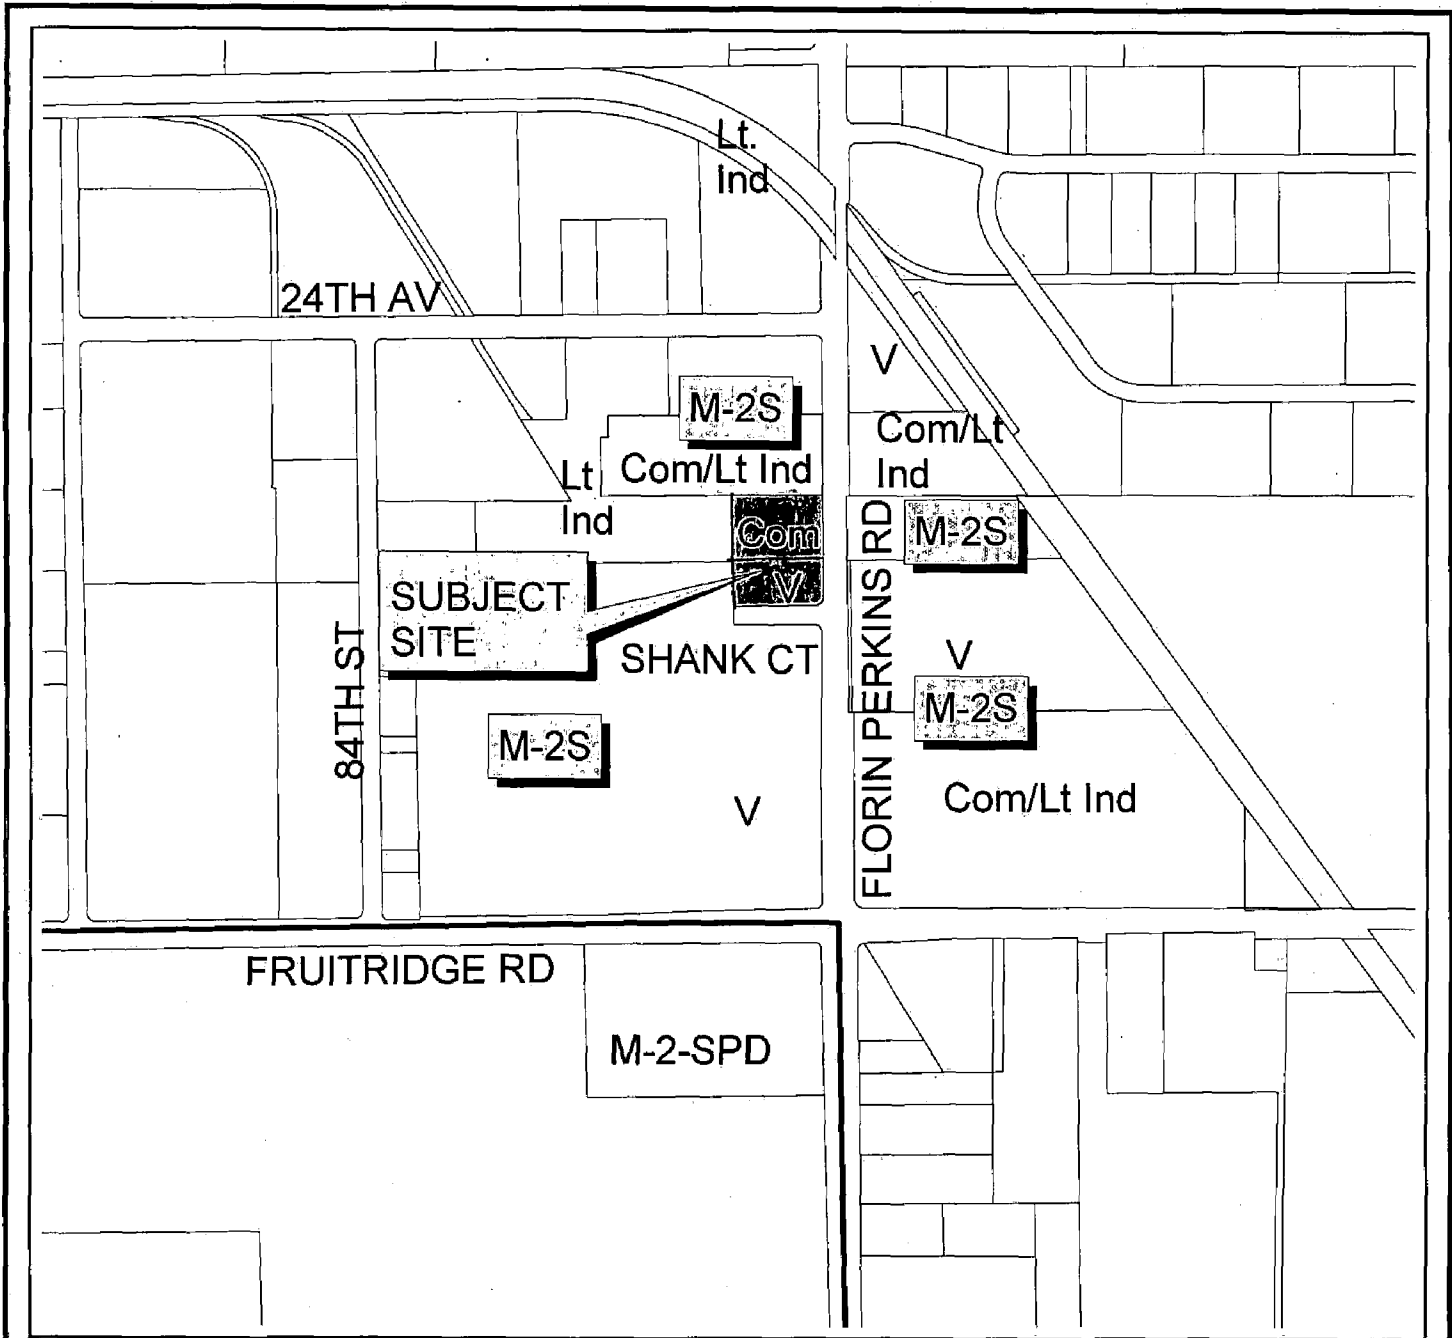 Lt.
Ind
24TH AV
V
M-2S
Com/Lt
Ind
Com/Lt Ind
Lt
Ind
Com
M-2S
V
SUBJECT
SITE
SHANK CT
V
84TH ST
FLORIN PERKINS RD
M-2S
M-2S
V
Com/Lt Ind
FRUITRIDGE RD
M-2-SPD